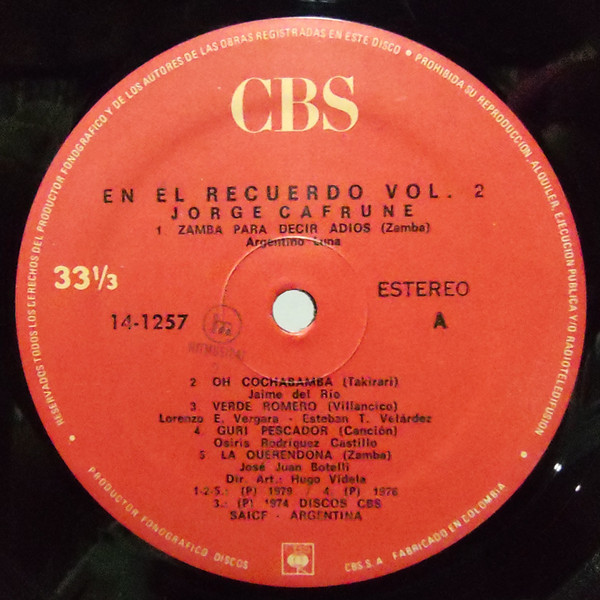 RESERVADOS TODOS LOS DERECHOS DEL PRODUCTOR FONOGRAFICO Y DE LOS AUTORES DE LAS OBRAS REGISTRADAS EN ESTE DISCO • PROHIBIDA SU REPRODUCCION, ALQUILER, EJECUCION PUBLICA Y/O RADIOTELEDIFUSION
CBS
EN EL RECUERDO VOL. 2
JORGE CAFRUNE
1. ZAMBA PARA DECIR ADIOS (Zamba)
Argentino Luna
33 1/3
ESTEREO
14-1257
A
2 OH COCHABAMBA (Takirari)
Jaime del Río
3. VERDE ROMERO (Villancico)
Lorenzo E. Vergara - Esteban T. Velárdez
4. GURI PESCADOR (Canción)
Osiris Rodríguez Castillo
5 LA QUERENDONA (Zamba)
José Juan Botelli
Dir. Art.: Hugo Videla
1-2-5.: (P) 1979 / 4. (P) 1976
3.: (P) 1974 DISCOS CBS
SAICF - ARGENTINA
PRODUCTOR FONOGRAFICO DISCOS
CBS S. A. FABRICADO EN COLOMBIA